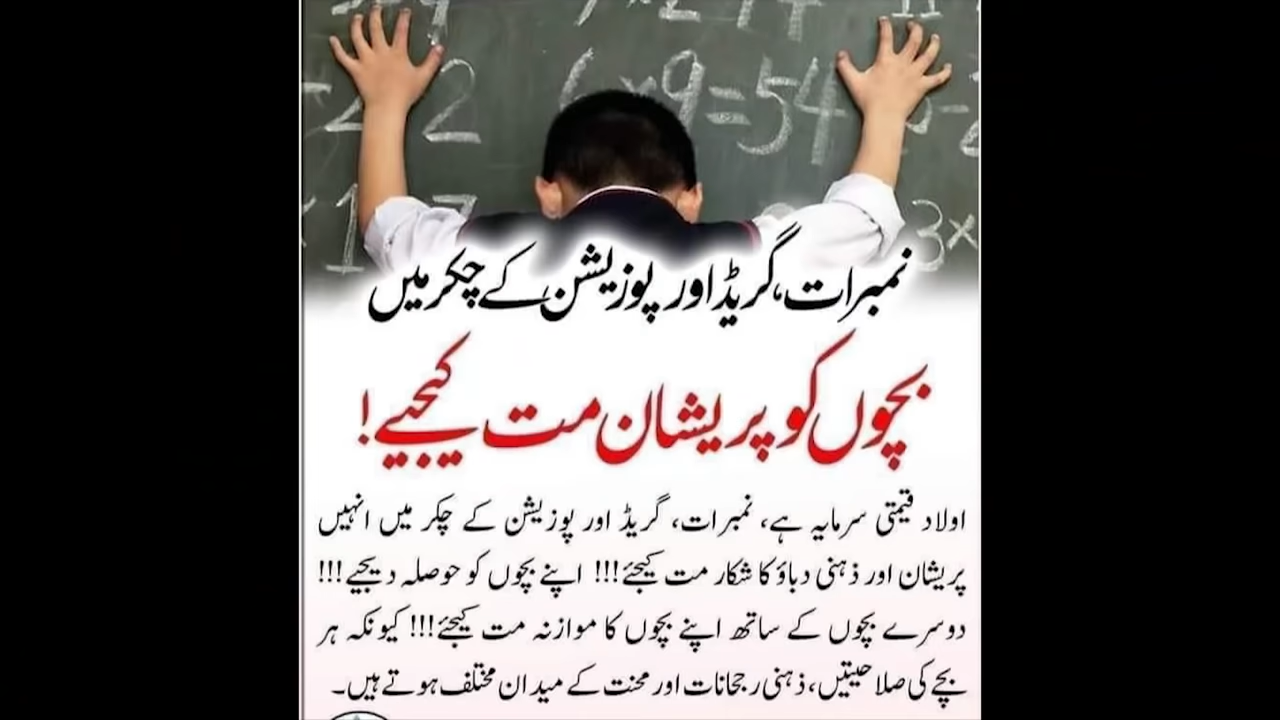 6×9=54
نمبرات، گریڈ اور پوزیشن کے چکر میں
بچوں کو پریشان مت کیجیے!
اولاد قیمتی سرمایہ ہے، نمبرات، گریڈ اور پوزیشن کے چکر میں انہیں
پریشان اور ذہنی دباؤ کا شکار مت کیجئے!!! اپنے بچوں کو حوصلہ دیجیے!!!
دوسرے بچوں کے ساتھ اپنے بچوں کا موازنہ مت کیجئے!!! کیونکہ ہر
بچے کی صلاحیتیں، ذہنی رجحانات اور محنت کے میدان مختلف ہوتے ہیں۔